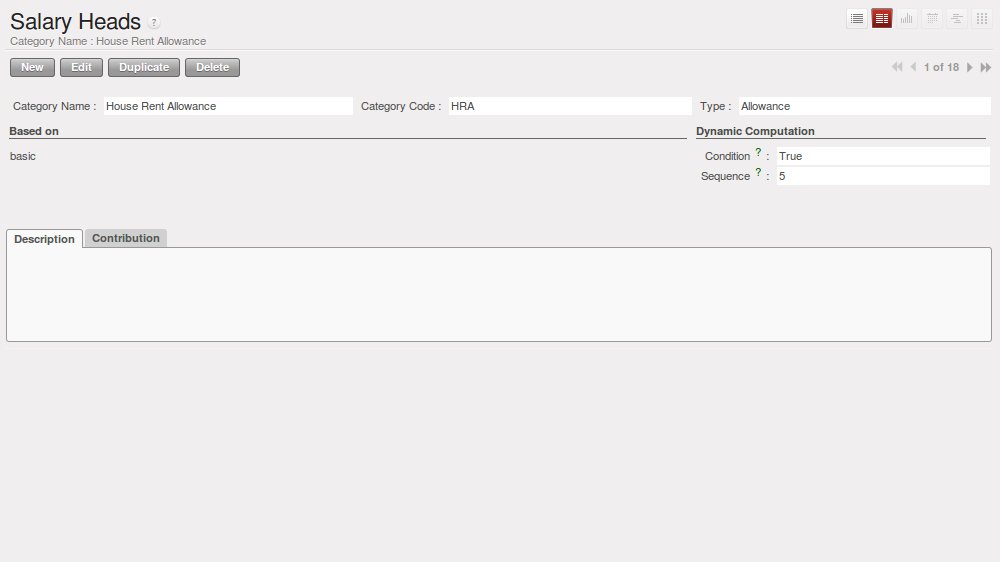 Salary Heads ?
Category Name : House Rent Allowance
New Edit Duplicate Delete 1 of 18
Category Name : House Rent Allowance Category Code : HRA Type : Allowance
Based on Dynamic Computation
basic Condition ? : True
Sequence ? : 5
Description Contribution